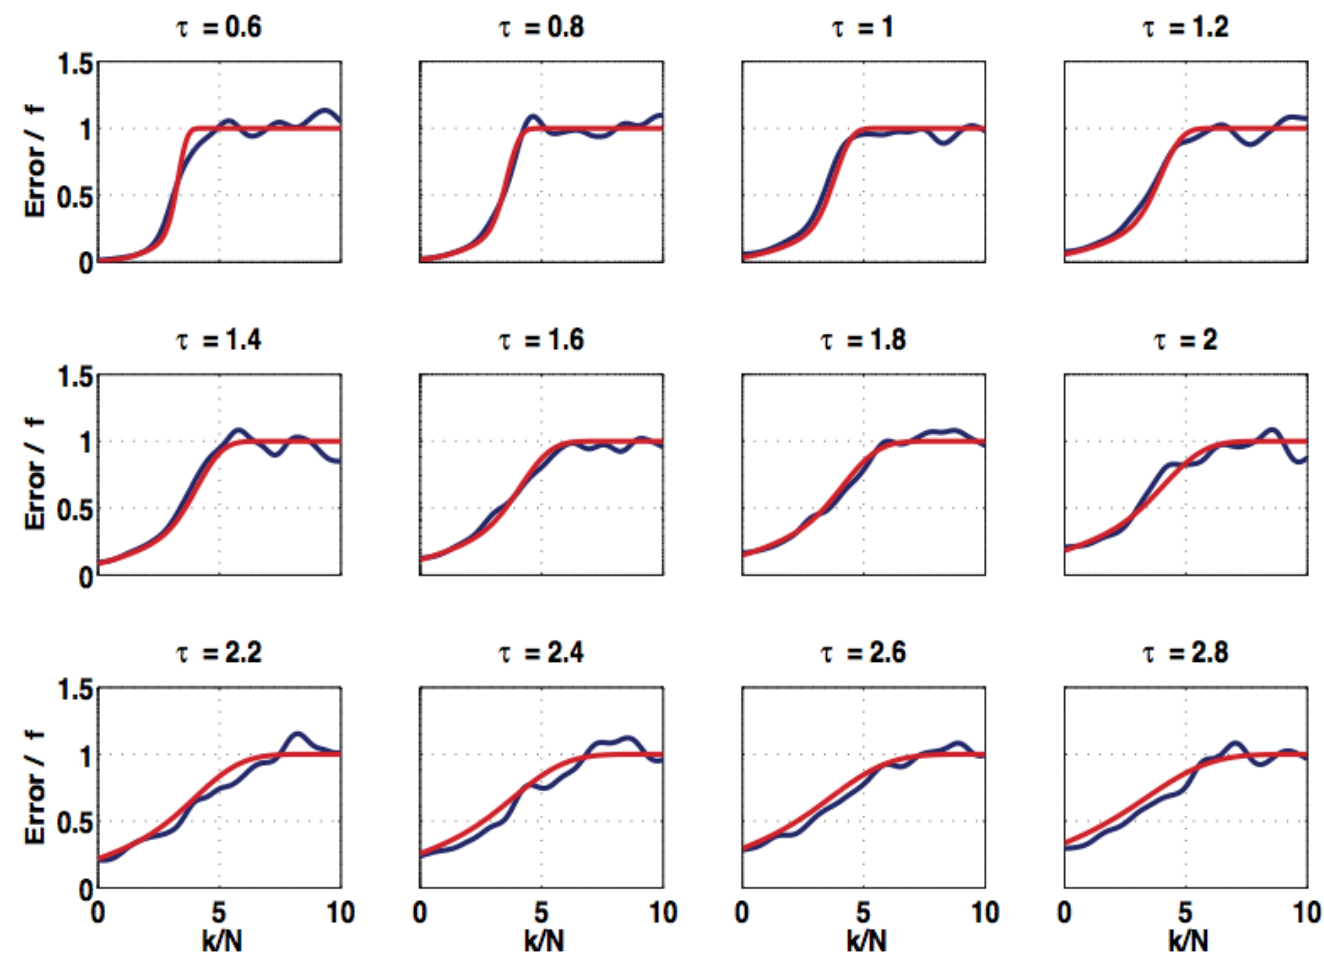 τ = 0.6 τ = 0.8 τ = 1 τ = 1.2
1.5
1
0.5
0
Error / f
τ = 1.4 τ = 1.6 τ = 1.8 τ = 2
1.5
1
0.5
0
Error / f
τ = 2.2 τ = 2.4 τ = 2.6 τ = 2.8
1.5
1
0.5
0
Error / f
0 5 10 0 5 10 0 5 10 0 5 10
k/N k/N k/N k/N